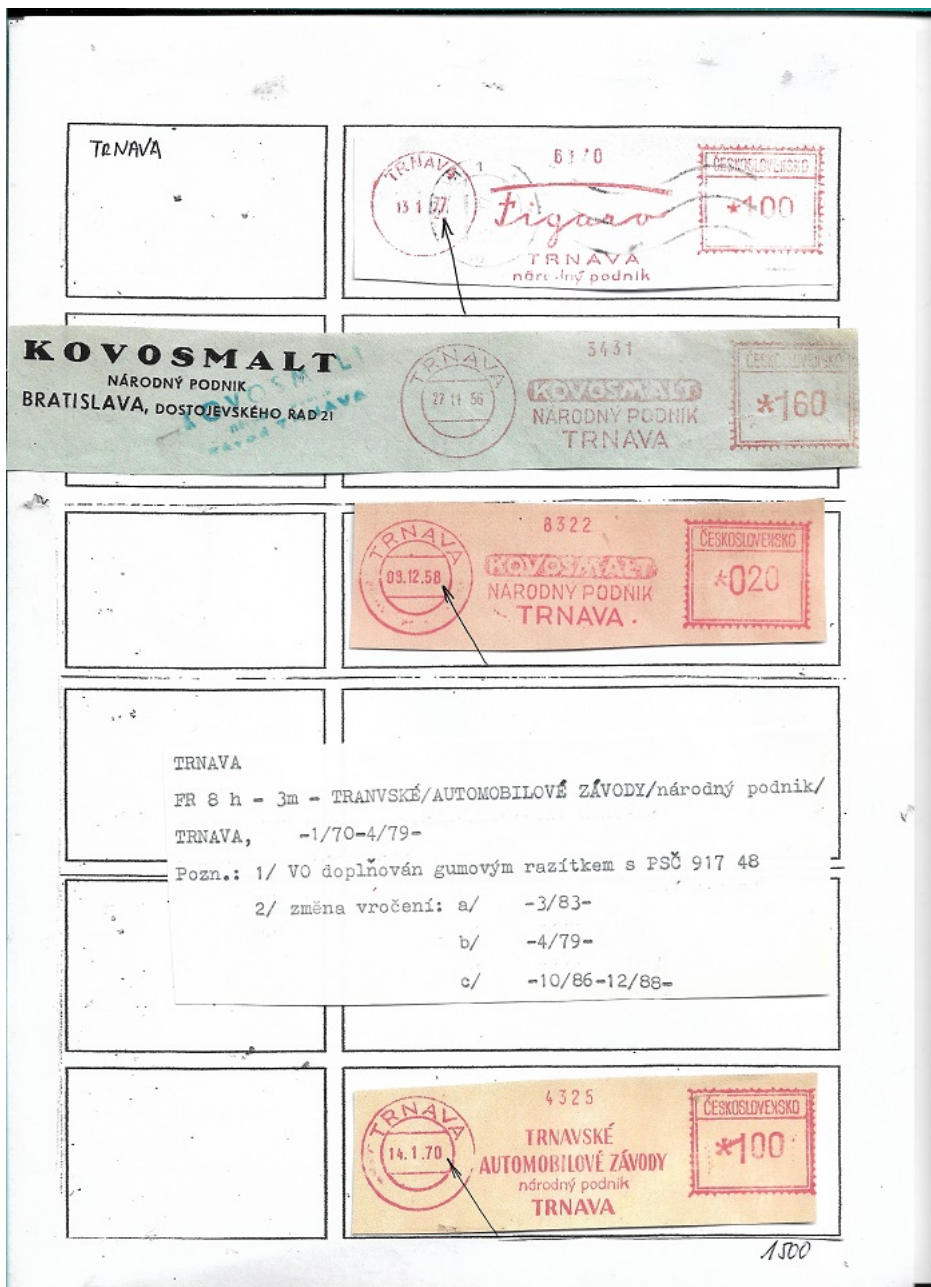 TRNAVA
TRNAVA
13 1 77
Figaro
TRNAVA
národný podnik
ČESKOSLOVENSKO
*100
KOVOSMALT
NÁRODNÝ PODNIK
BRATISLAVA, DOSTOJEVSKÉHO RAD 21
KOVOSMALT
TRNAVA
TRNAVA
27 11 56
3431
KOVOSMALT
NÁRODNÝ PODNIK
TRNAVA
ČESKOSLOVENSKO
*160
TRNAVA
09.12.58
8322
KOVOSMALT
NÁRODNÝ PODNIK
TRNAVA
ČESKOSLOVENSKO
*020
TRNAVA
FR 8 h - 3m - TRANVSKÉ/AUTOMOBILOVÉ ZÁVODY/národný podnik/
TRNAVA, -1/70-4/79-
Pozn.: 1/ VO doplňován gumovým razítkem s PSČ 917 48
2/ změna vročení: a/ -3/83-
b/ -4/79-
c/ -10/86-12/88-
TRNAVA
14.1.70
4325
TRNAVSKÉ
AUTOMOBILOVÉ ZÁVODY
národný podnik
TRNAVA
ČESKOSLOVENSKO
*100
1500